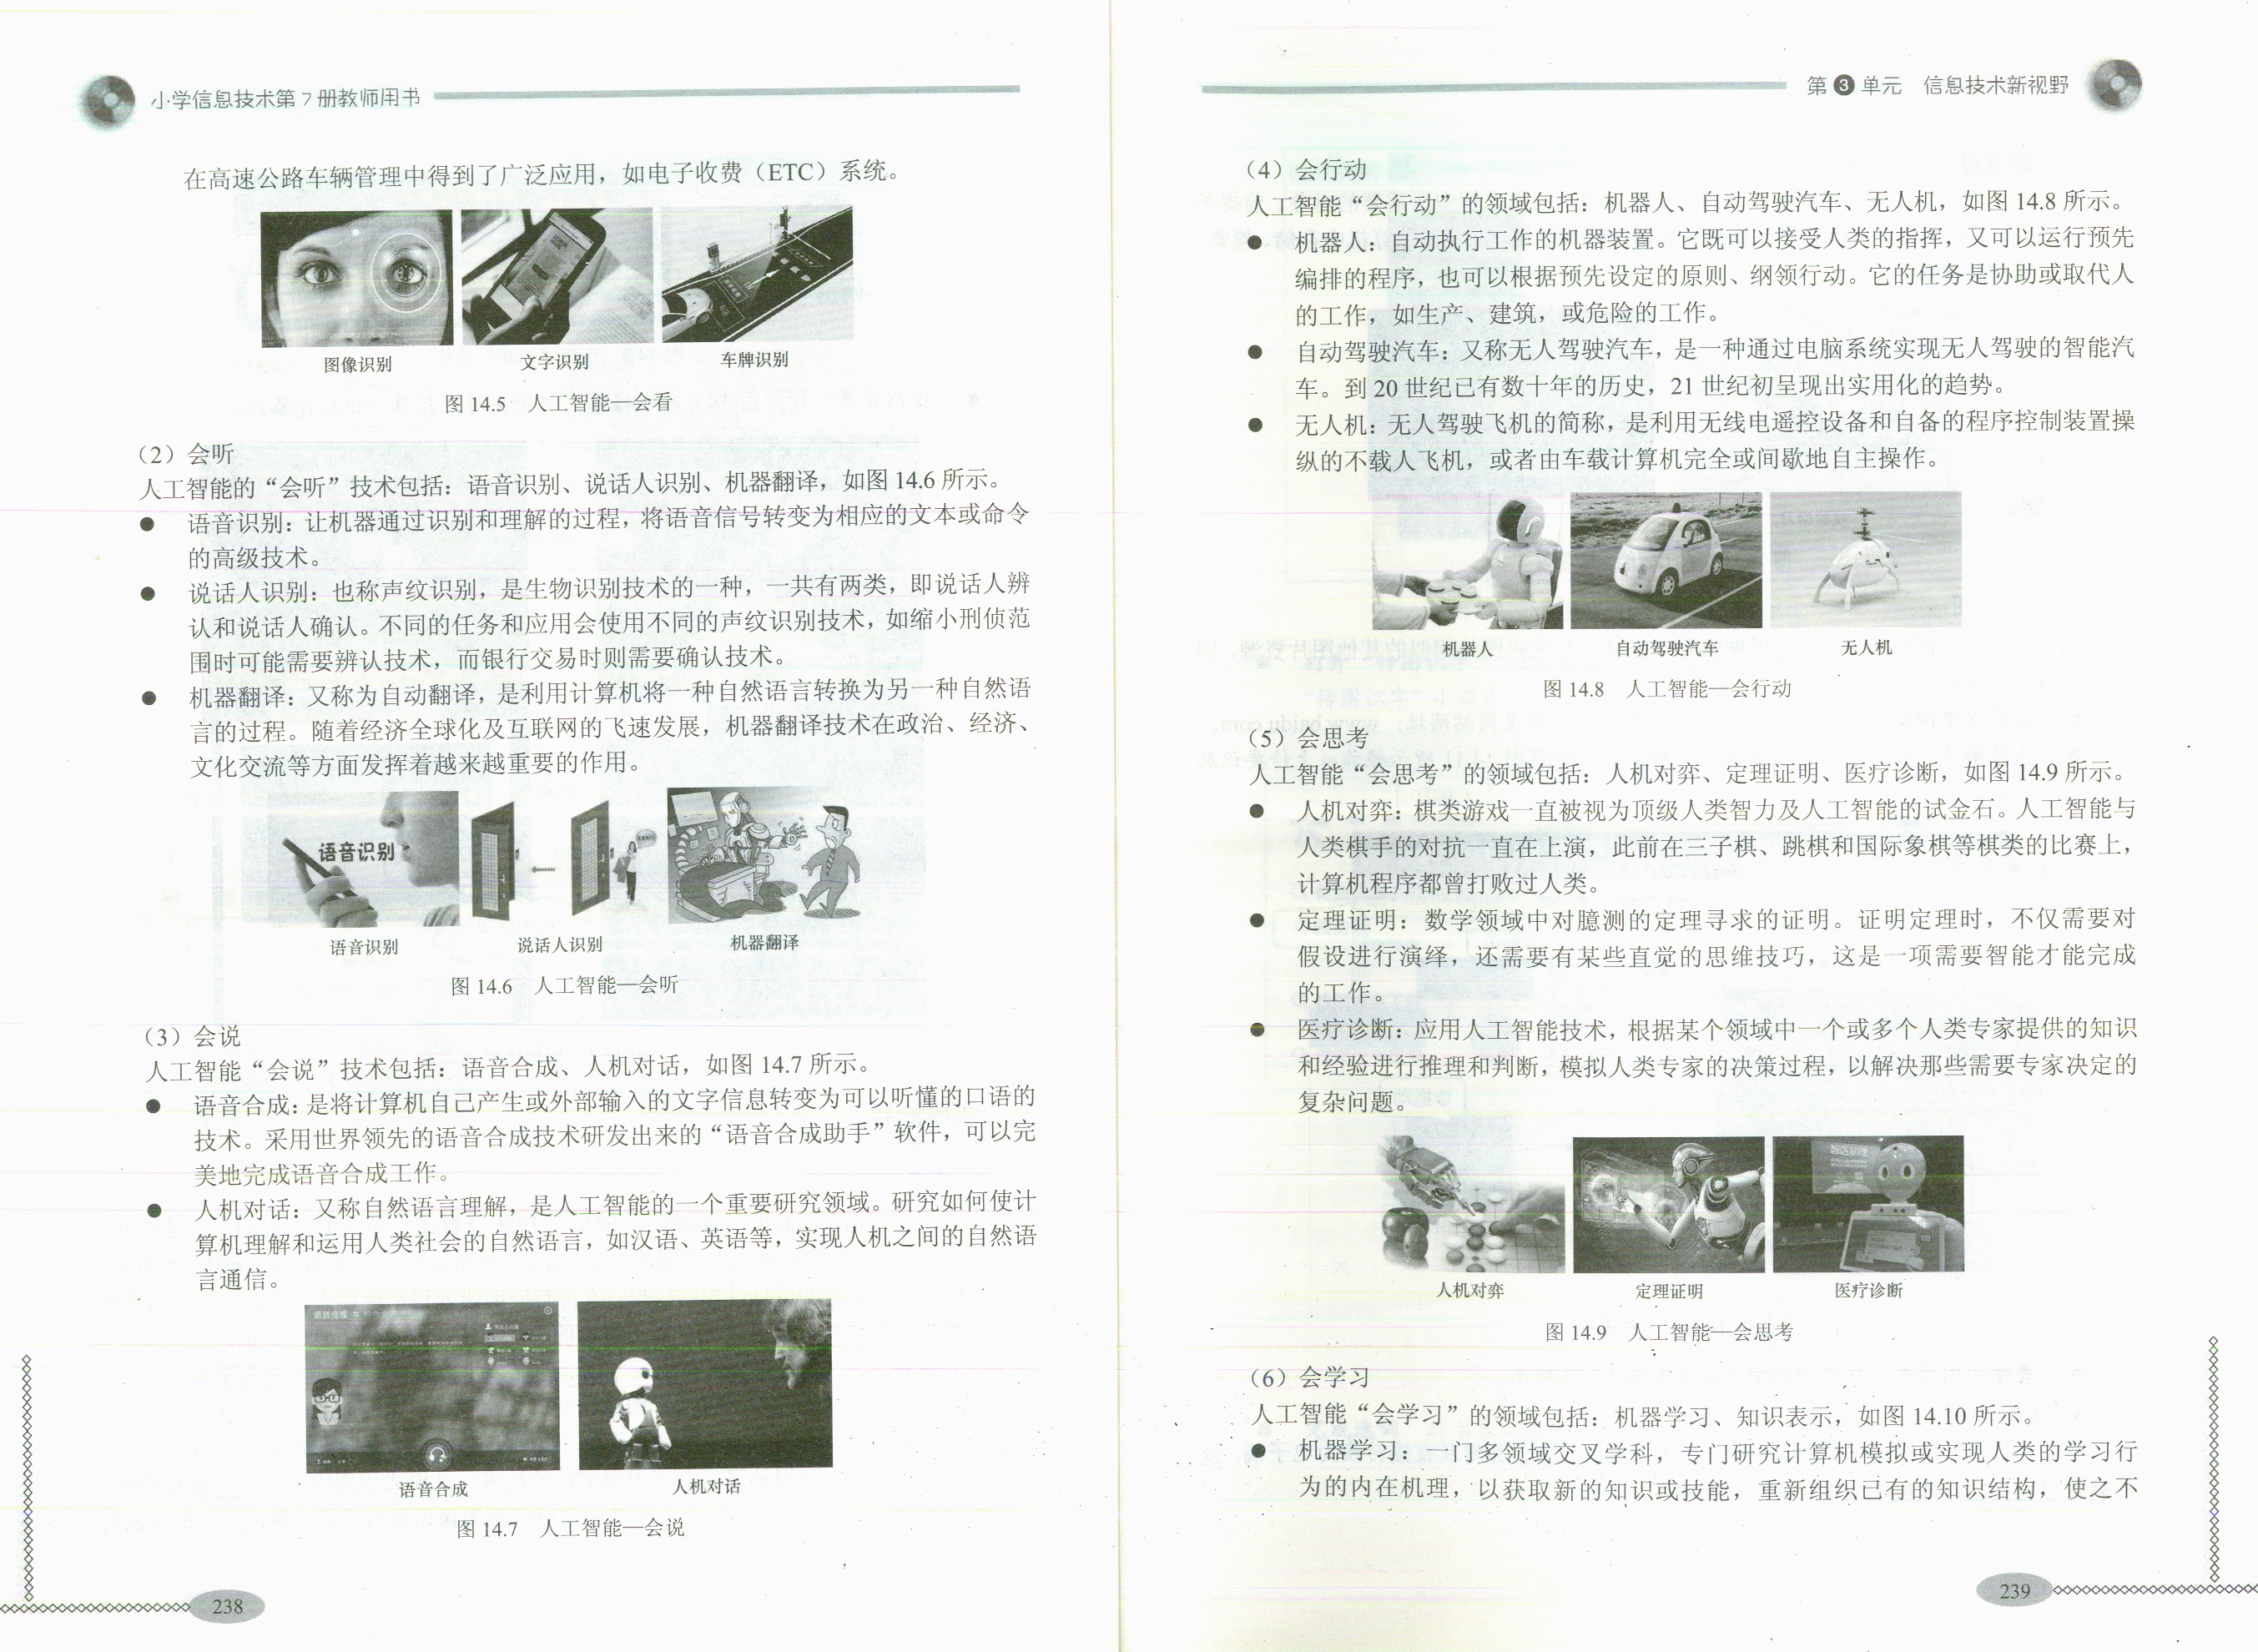 小学信息技术第7册教师用书
在高速公路车辆管理中得到了广泛应用，如电子收费（ETC）系统。
图像识别
文字识别
车牌识别
图 14.5 人工智能—会看
（2）会听
人工智能的“会听”技术包括：语音识别、说话人识别、机器翻译，如图 14.6 所示。
● 语音识别：让机器通过识别和理解的过程，将语音信号转变为相应的文本或命令
的高级技术。
● 说话人识别：也称声纹识别，是生物识别技术的一种，一共有两类，即说话人辨
认和说话人确认。不同的任务和应用会使用不同的声纹识别技术，如缩小刑侦范
围时可能需要辨认技术，而银行交易时则需要确认技术。
● 机器翻译：又称为自动翻译，是利用计算机将一种自然语言转换为另一种自然语
言的过程。随着经济全球化及互联网的飞速发展，机器翻译技术在政治、经济、
文化交流等方面发挥着越来越重要的作用。
语音识别
语音识别
说话人识别
机器翻译
图 14.6 人工智能—会听
（3）会说
人工智能“会说”技术包括：语音合成、人机对话，如图 14.7 所示。
● 语音合成：是将计算机自己产生或外部输入的文字信息转变为可以听懂的口语的
技术。采用世界领先的语音合成技术研发出来的“语音合成助手”软件，可以完
美地完成语音合成工作。
● 人机对话：又称自然语言理解，是人工智能的一个重要研究领域。研究如何使计
算机理解和运用人类社会的自然语言，如汉语、英语等，实现人机之间的自然语
言通信。
语音合成
语音合成
人机对话
图 14.7 人工智能—会说
238
第3单元 信息技术新视野
（4）会行动
人工智能“会行动”的领域包括：机器人、自动驾驶汽车、无人机，如图 14.8 所示。
● 机器人：自动执行工作的机器装置。它既可以接受人类的指挥，又可以运行预先
编排的程序，也可以根据预先设定的原则、纲领行动。它的任务是协助或取代人
的工作，如生产、建筑，或危险的工作。
● 自动驾驶汽车：又称无人驾驶汽车，是一种通过电脑系统实现无人驾驶的智能汽
车。到 20 世纪已有数十年的历史，21 世纪初呈现出实用化的趋势。
● 无人机：无人驾驶飞机的简称，是利用无线电遥控设备和自备的程序控制装置操
纵的不载人飞机，或者由车载计算机完全或间歇地自主操作。
机器人
自动驾驶汽车
无人机
图 14.8 人工智能—会行动
（5）会思考
人工智能“会思考”的领域包括：人机对弈、定理证明、医疗诊断，如图 14.9 所示。
● 人机对弈：棋类游戏一直被视为顶级人类智力及人工智能的试金石。人工智能与
人类棋手的对抗一直在上演，此前在三子棋、跳棋和国际象棋等棋类的比赛上，
计算机程序都曾打败过人类。
● 定理证明：数学领域中对臆测的定理寻求的证明。证明定理时，不仅需要对
假设进行演绎，还需要有某些直觉的思维技巧，这是一项需要智能才能完成
的工作。
● 医疗诊断：应用人工智能技术，根据某个领域中一个或多个人类专家提供的知识
和经验进行推理和判断，模拟人类专家的决策过程，以解决那些需要专家决定的
复杂问题。
智医助理
人机对弈
定理证明
医疗诊断
图 14.9 人工智能—会思考
（6）会学习
人工智能“会学习”的领域包括：机器学习、知识表示，如图 14.10 所示。
● 机器学习：一门多领域交叉学科，专门研究计算机模拟或实现人类的学习行
为的内在机理，以获取新的知识或技能，重新组织已有的知识结构，使之不
239